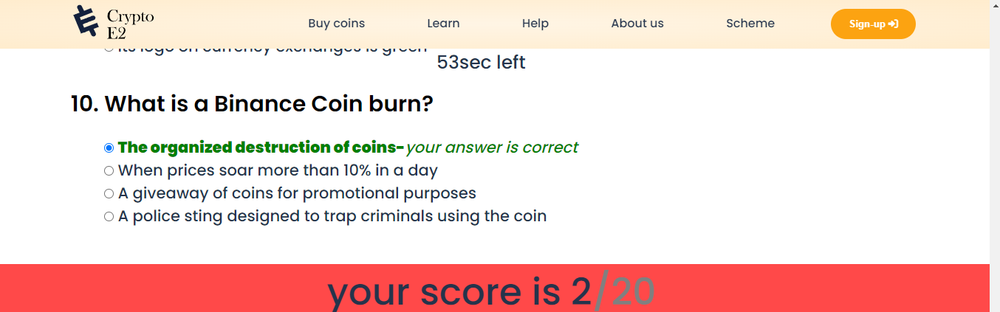 Crypto
E2
Buy coins
Learn
Help
About us
Scheme
Sign-up
Its logo on currency exchanges is green
53sec left
10. What is a Binance Coin burn?
The organized destruction of coins-your answer is correct
When prices soar more than 10% in a day
A giveaway of coins for promotional purposes
A police sting designed to trap criminals using the coin
your score is 2/20